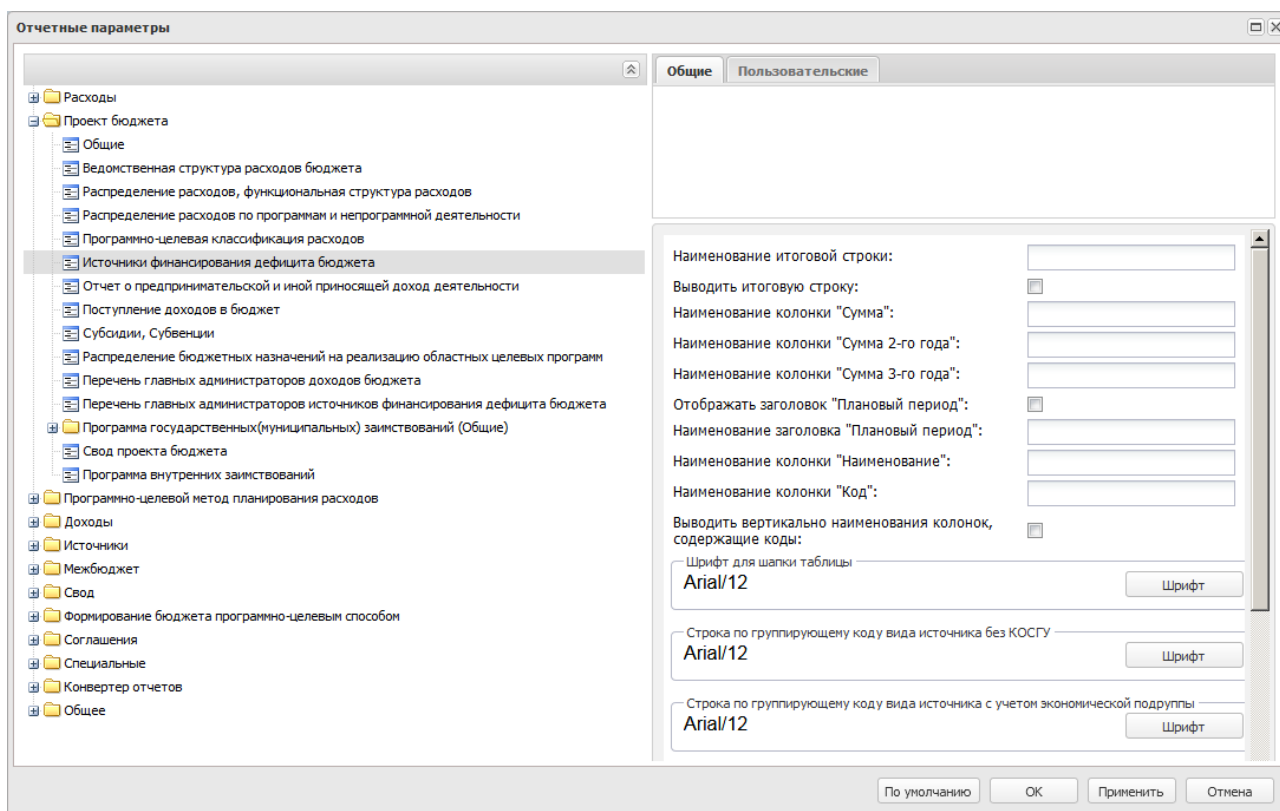 Отчетные параметры
Расходы
Проект бюджета
Общие
Ведомственная структура расходов бюджета
Распределение расходов, функциональная структура расходов
Распределение расходов по программам и непрограммной деятельности
Программно-целевая классификация расходов
Источники финансирования дефицита бюджета
Отчет о предпринимательской и иной приносящей доход деятельности
Поступление доходов в бюджет
Субсидии, Субвенции
Распределение бюджетных назначений на реализацию областных целевых программ
Перечень главных администраторов доходов бюджета
Перечень главных администраторов источников финансирования дефицита бюджета
Программа государственных(муниципальных) заимствований (Общие)
Свод проекта бюджета
Программа внутренних заимствований
Программно-целевой метод планирования расходов
Доходы
Источники
Межбюджет
Свод
Формирование бюджета программно-целевым способом
Соглашения
Специальные
Конвертер отчетов
Общее
Общие
Пользовательские
Наименование итоговой строки:
Выводить итоговую строку:
Наименование колонки "Сумма":
Наименование колонки "Сумма 2-го года":
Наименование колонки "Сумма 3-го года":
Отображать заголовок "Плановый период":
Наименование заголовка "Плановый период":
Наименование колонки "Наименование":
Наименование колонки "Код":
Выводить вертикально наименования колонок,
содержащие коды:
Шрифт для шапки таблицы
Arial/12
Шрифт
Строка по группирующему коду вида источника без КОСГУ
Arial/12
Шрифт
Строка по группирующему коду вида источника с учетом экономической подруппы
Arial/12
Шрифт
По умолчанию
ОК
Применить
Отмена